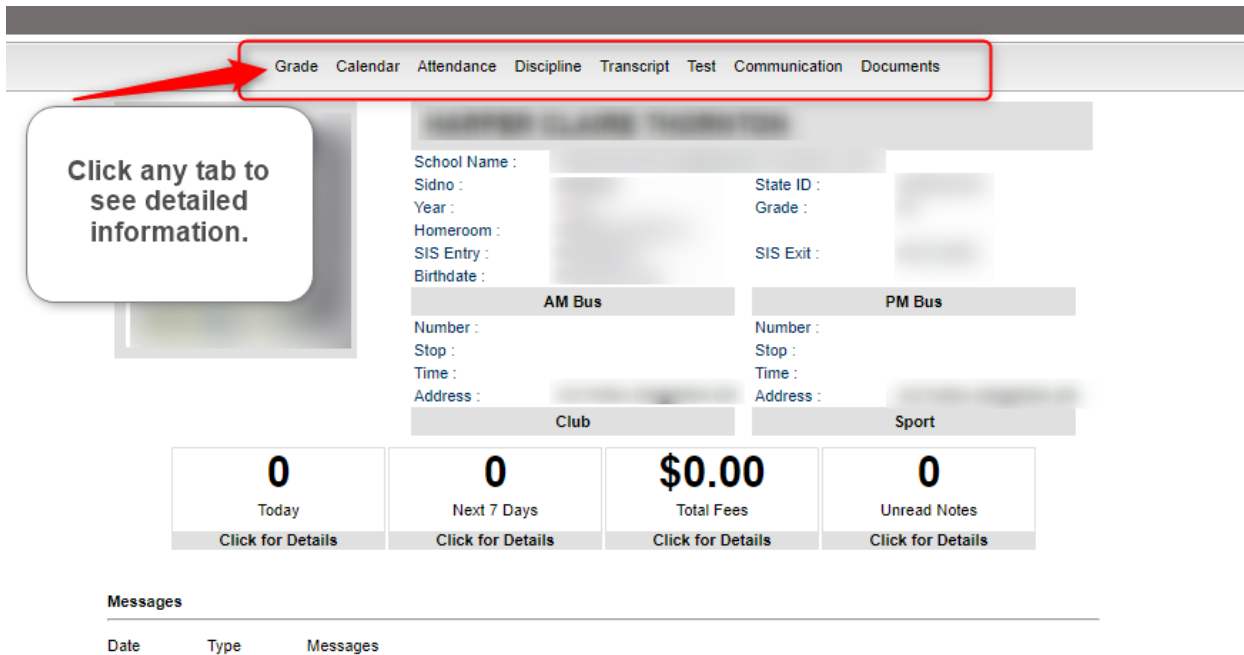 Grade Calendar Attendance Discipline Transcript Test Communication Documents
Click any tab to
see detailed
information.
School Name :
Sidno : State ID :
Year : Grade :
Homeroom :
SIS Entry : SIS Exit :
Birthdate :
AM Bus PM Bus
Number : Number :
Stop : Stop :
Time : Time :
Address : Address :
Club Sport
0 0 $0.00 0
Today Next 7 Days Total Fees Unread Notes
Click for Details Click for Details Click for Details Click for Details
Messages
Date Type Messages